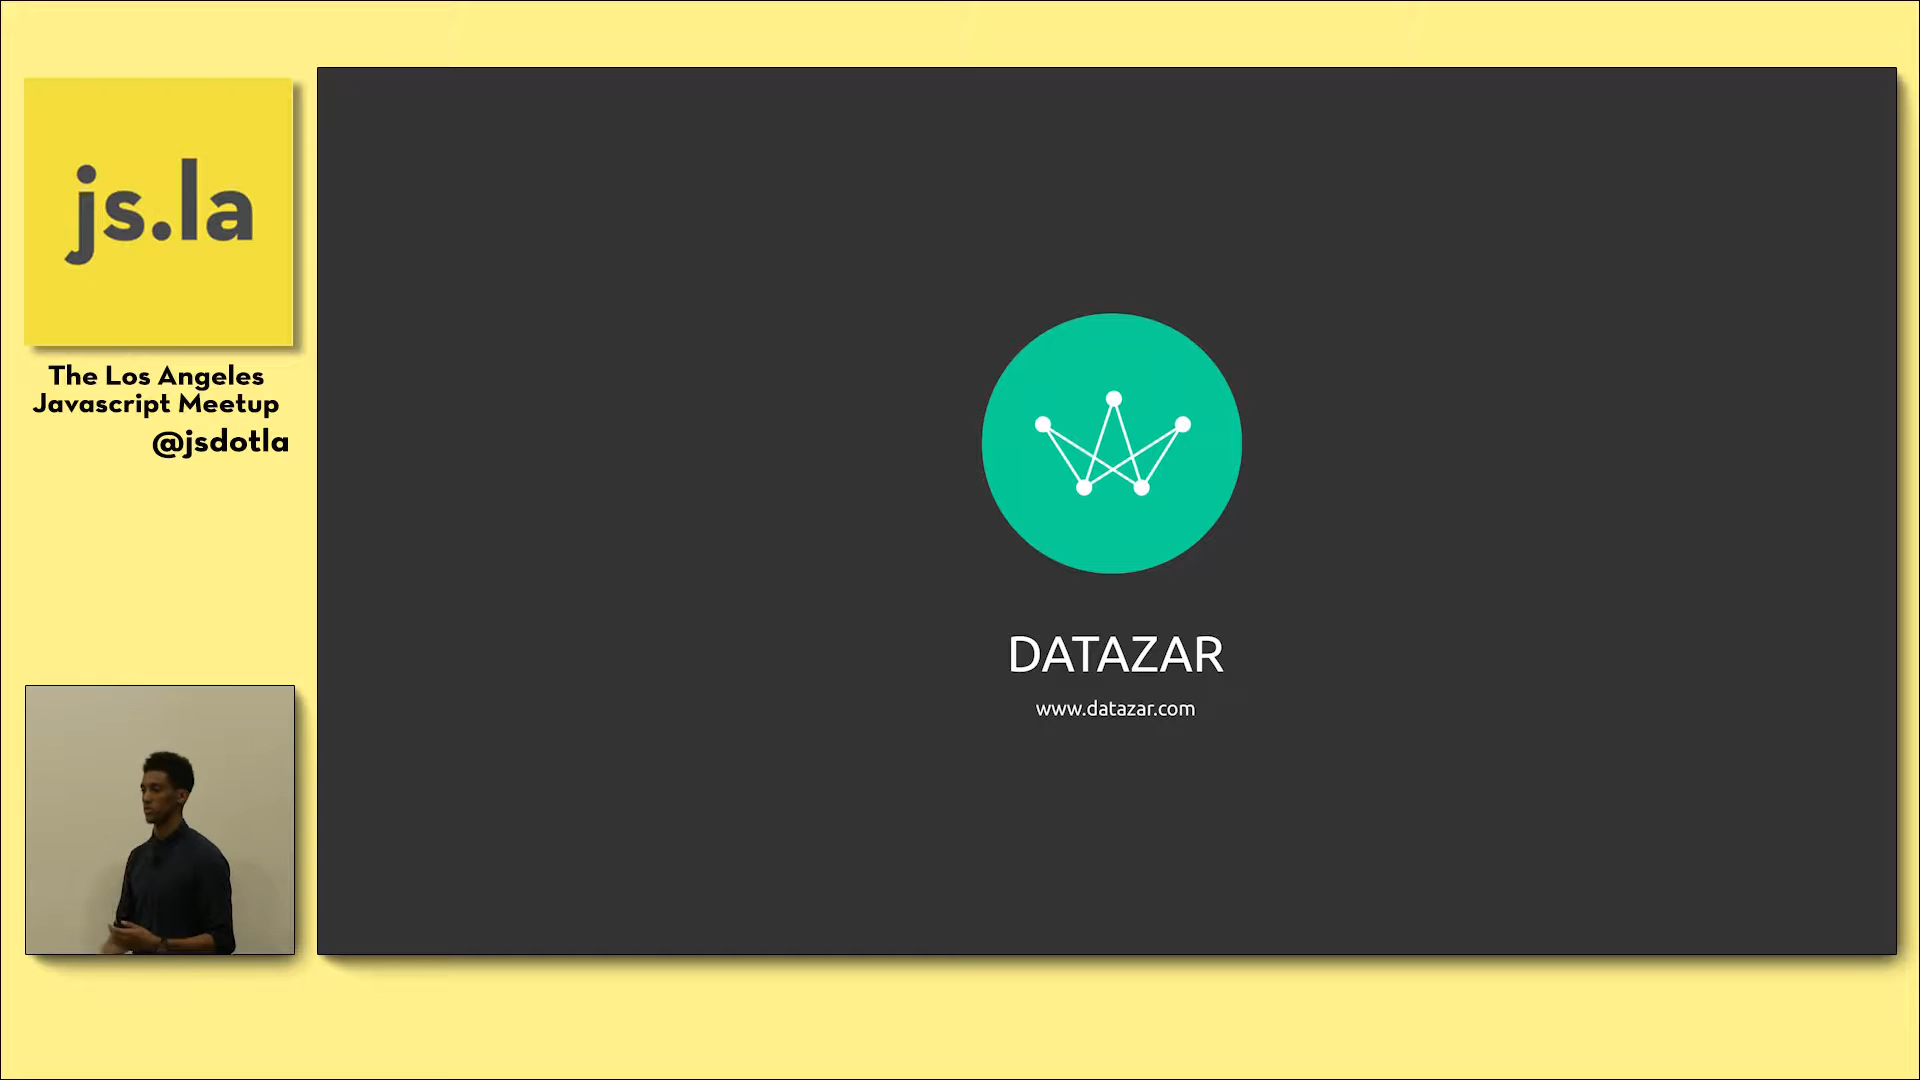 js.la
The Los Angeles
Javascript Meetup
@jsdotla
DATAZAR
www.datazar.com